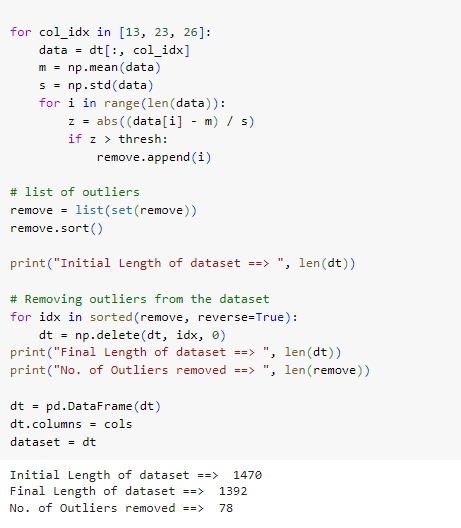 for col_idx in [13, 23, 26]:
    data = dt[:, col_idx]
    m = np.mean(data)
    s = np.std(data)
    for i in range(len(data)):
        z = abs((data[i] - m) / s)
        if z > thresh:
            remove.append(i)
# list of outliers
remove = list(set(remove))
remove.sort()
print("Initial Length of dataset ==> ", len(dt))
# Removing outliers from the dataset
for idx in sorted(remove, reverse=True):
    dt = np.delete(dt, idx, 0)
print("Final Length of dataset ==> ", len(dt))
print("No. of Outliers removed ==> ", len(remove))
dt = pd.DataFrame(dt)
dt.columns = cols
dataset = dt
Initial Length of dataset ==>  1470
Final Length of dataset ==>  1392
No. of Outliers removed ==>  78